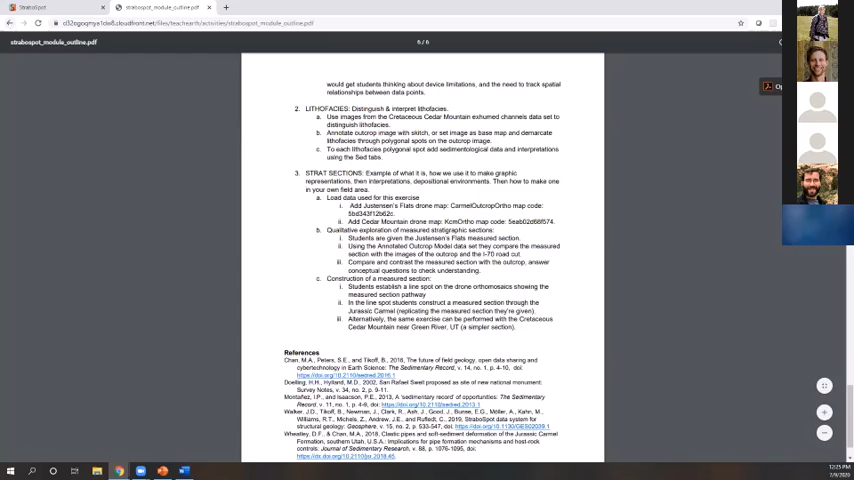 StraboSpot
strabospot_module_outline.pdf
d32ogoqmya1dw8.cloudfront.net/files/teachearth/activities/strabospot_module_outline.pdf
strabospot_module_outline.pdf
6 / 6
would get students thinking about device limitations, and the need to track spatial
relationships between data points.
Op
2. LITHOFACIES: Distinguish & interpret lithofacies.
a. Use images from the Cretaceous Cedar Mountain exhumed channels data set to
distinguish lithofacies.
b. Annotate outcrop image with skitch, or set image as base map and demarcate
lithofacies through polygonal spots on the outcrop image.
c. To each lithofacies polygonal spot add sedimentological data and interpretations
using the Sed tabs.
3. STRAT SECTIONS: Example of what it is, how we use it to make graphic
representations, then interpretations, depositional environments. Then how to make one
in your own field area.
a. Load data used for this exercise
i. Add Justensen's Flats drone map: CarmelOutcropOrtho map code:
5bd343f12b62c.
ii. Add Cedar Mountain drone map: KcmOrtho map code: 5eab02d68f574.
b. Qualitative exploration of measured stratigraphic sections:
i. Students are given the Justensen's Flats measured section.
ii. Using the Annotated Outcrop Model data set they compare the measured
section with the images of the outcrop and the I-70 road cut.
iii. Compare and contrast the measured section with the outcrop, answer
conceptual questions to check understanding.
c. Construction of a measured section:
i. Students establish a line spot on the drone orthomosaics showing the
measured section pathway
ii. In the line spot students construct a measured section through the
Jurassic Carmel (replicating the measured section they're given).
iii. Alternatively, the same exercise can be performed with the Cretaceous
Cedar Mountain near Green River, UT (a simpler section).
References
Chan, M.A., Peters, S.E., and Tikoff, B., 2016, The future of field geology, open data sharing and
cybertechnology in Earth Science: The Sedimentary Record, v. 14, no. 1, p. 4-10, doi:
https://doi.org/10.2110/sedred.2016.1
Doelling, H.H., Hylland, M.D., 2002, San Rafael Swell proposed as site of new national monument:
Survey Notes, v. 34, no. 2, p. 9-11.
Montañez, I.P., and Isaacson, P.E., 2013, A 'sedimentary record' of opportunities: The Sedimentary
Record, v. 11, no. 1, p. 4-9, doi: https://doi.org/10.2110/sedred.2013.1
Walker, J.D., Tikoff, B., Newman, J., Clark, R., Ash, J., Good, J., Bunse, E.G., Möller, A., Kahn, M.,
Williams, R.T., Michels, Z., Andrew, J.E., and Rufledt, C., 2019, StraboSpot data system for
structural geology: Geosphere, v. 15, no. 2, p. 533-547, doi: https://doi.org/10.1130/GES02039.1
Wheatley, D.F., & Chan, M.A., 2018, Clastic pipes and soft-sediment deformation of the Jurassic Carmel
Formation, southern Utah, U.S.A.: Implications for pipe formation mechanisms and host-rock
controls: Journal of Sedimentary Research, v. 88, p. 1076-1095, doi:
https://dx.doi.org/10.2110/jsr.2018.45.
12:25 PM
7/9/2020